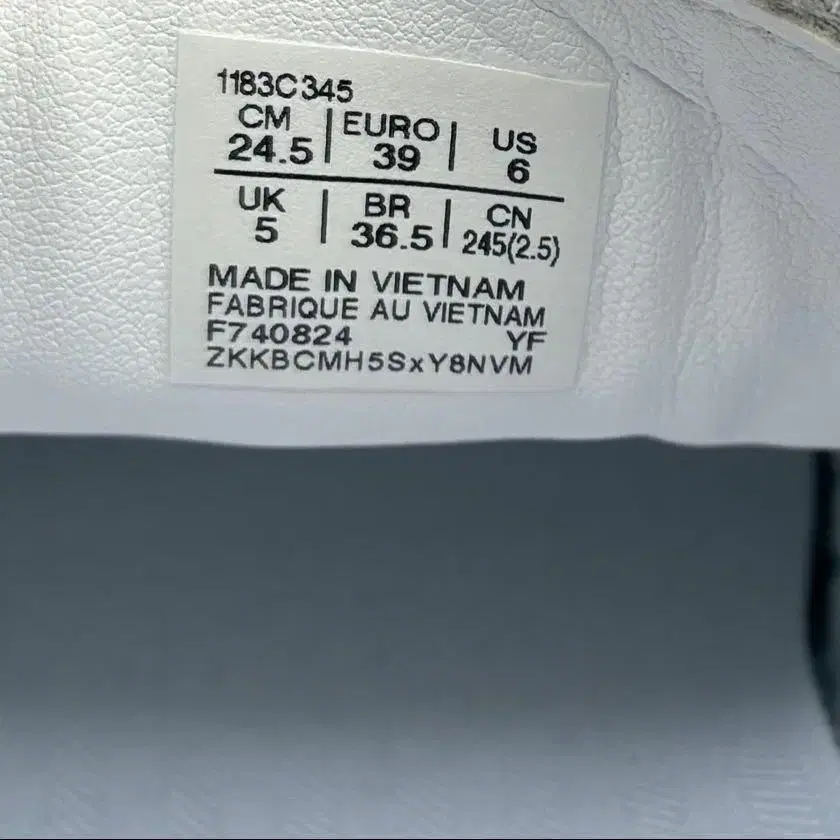 1183C345
CM | EURO | US
24.5 | 39 | 6
UK | BR | CN
5 | 36.5 | 245(2.5)
MADE IN VIETNAM
FABRIQUE AU VIETNAM
F740824 YF
ZKKBCMH5SxY8NVM